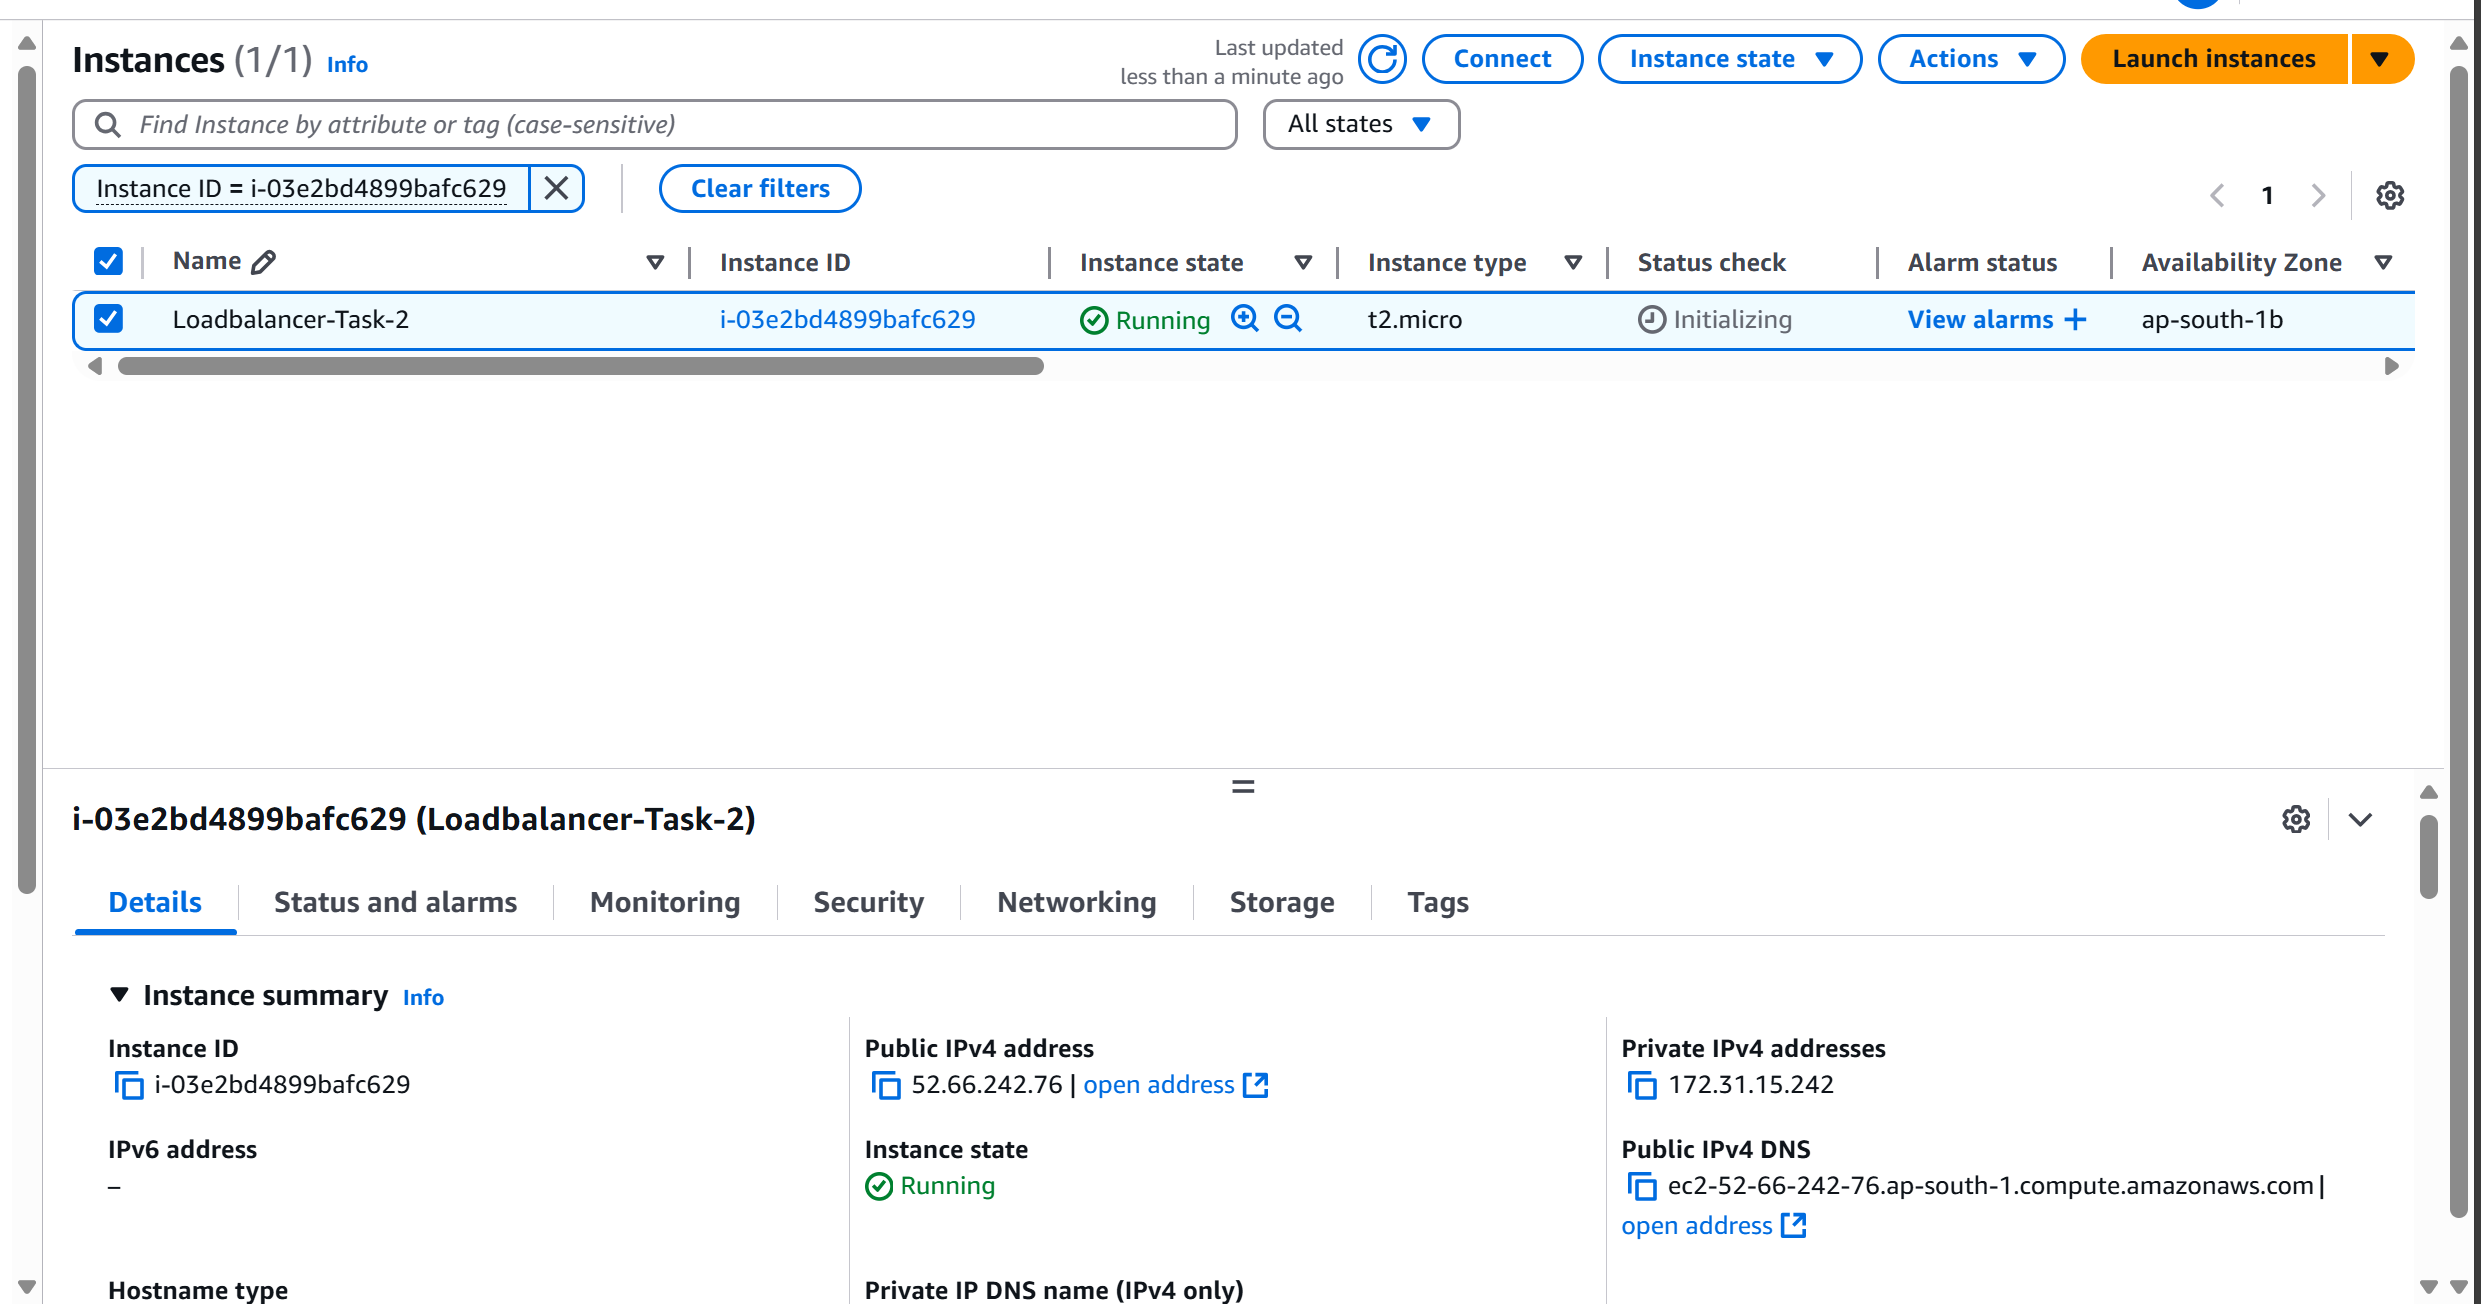 Instances (1/1) Info
Last updated
less than a minute ago
Connect
Instance state
Actions
Launch instances
Find Instance by attribute or tag (case-sensitive)
All states
Instance ID = i-03e2bd4899bafc629
Clear filters
1
Name Instance ID Instance state Instance type Status check Alarm status Availability Zone
Loadbalancer-Task-2 i-03e2bd4899bafc629 Running t2.micro Initializing View alarms + ap-south-1b
i-03e2bd4899bafc629 (Loadbalancer-Task-2)
Details Status and alarms Monitoring Security Networking Storage Tags
Instance summary Info
Instance ID
i-03e2bd4899bafc629
Public IPv4 address
52.66.242.76 | open address
Private IPv4 addresses
172.31.15.242
IPv6 address
–
Instance state
Running
Public IPv4 DNS
ec2-52-66-242-76.ap-south-1.compute.amazonaws.com |
open address
Hostname type
Private IP DNS name (IPv4 only)